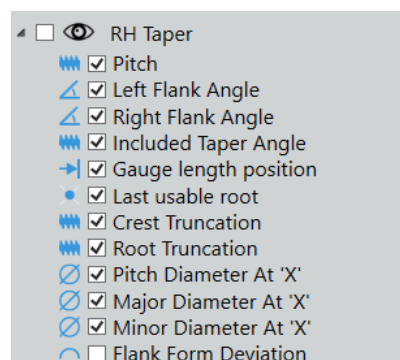 RH Taper
Pitch
Left Flank Angle
Right Flank Angle
Included Taper Angle
Gauge length position
Last usable root
Crest Truncation
Root Truncation
Pitch Diameter At 'X'
Major Diameter At 'X'
Minor Diameter At 'X'
Flank Form Deviation